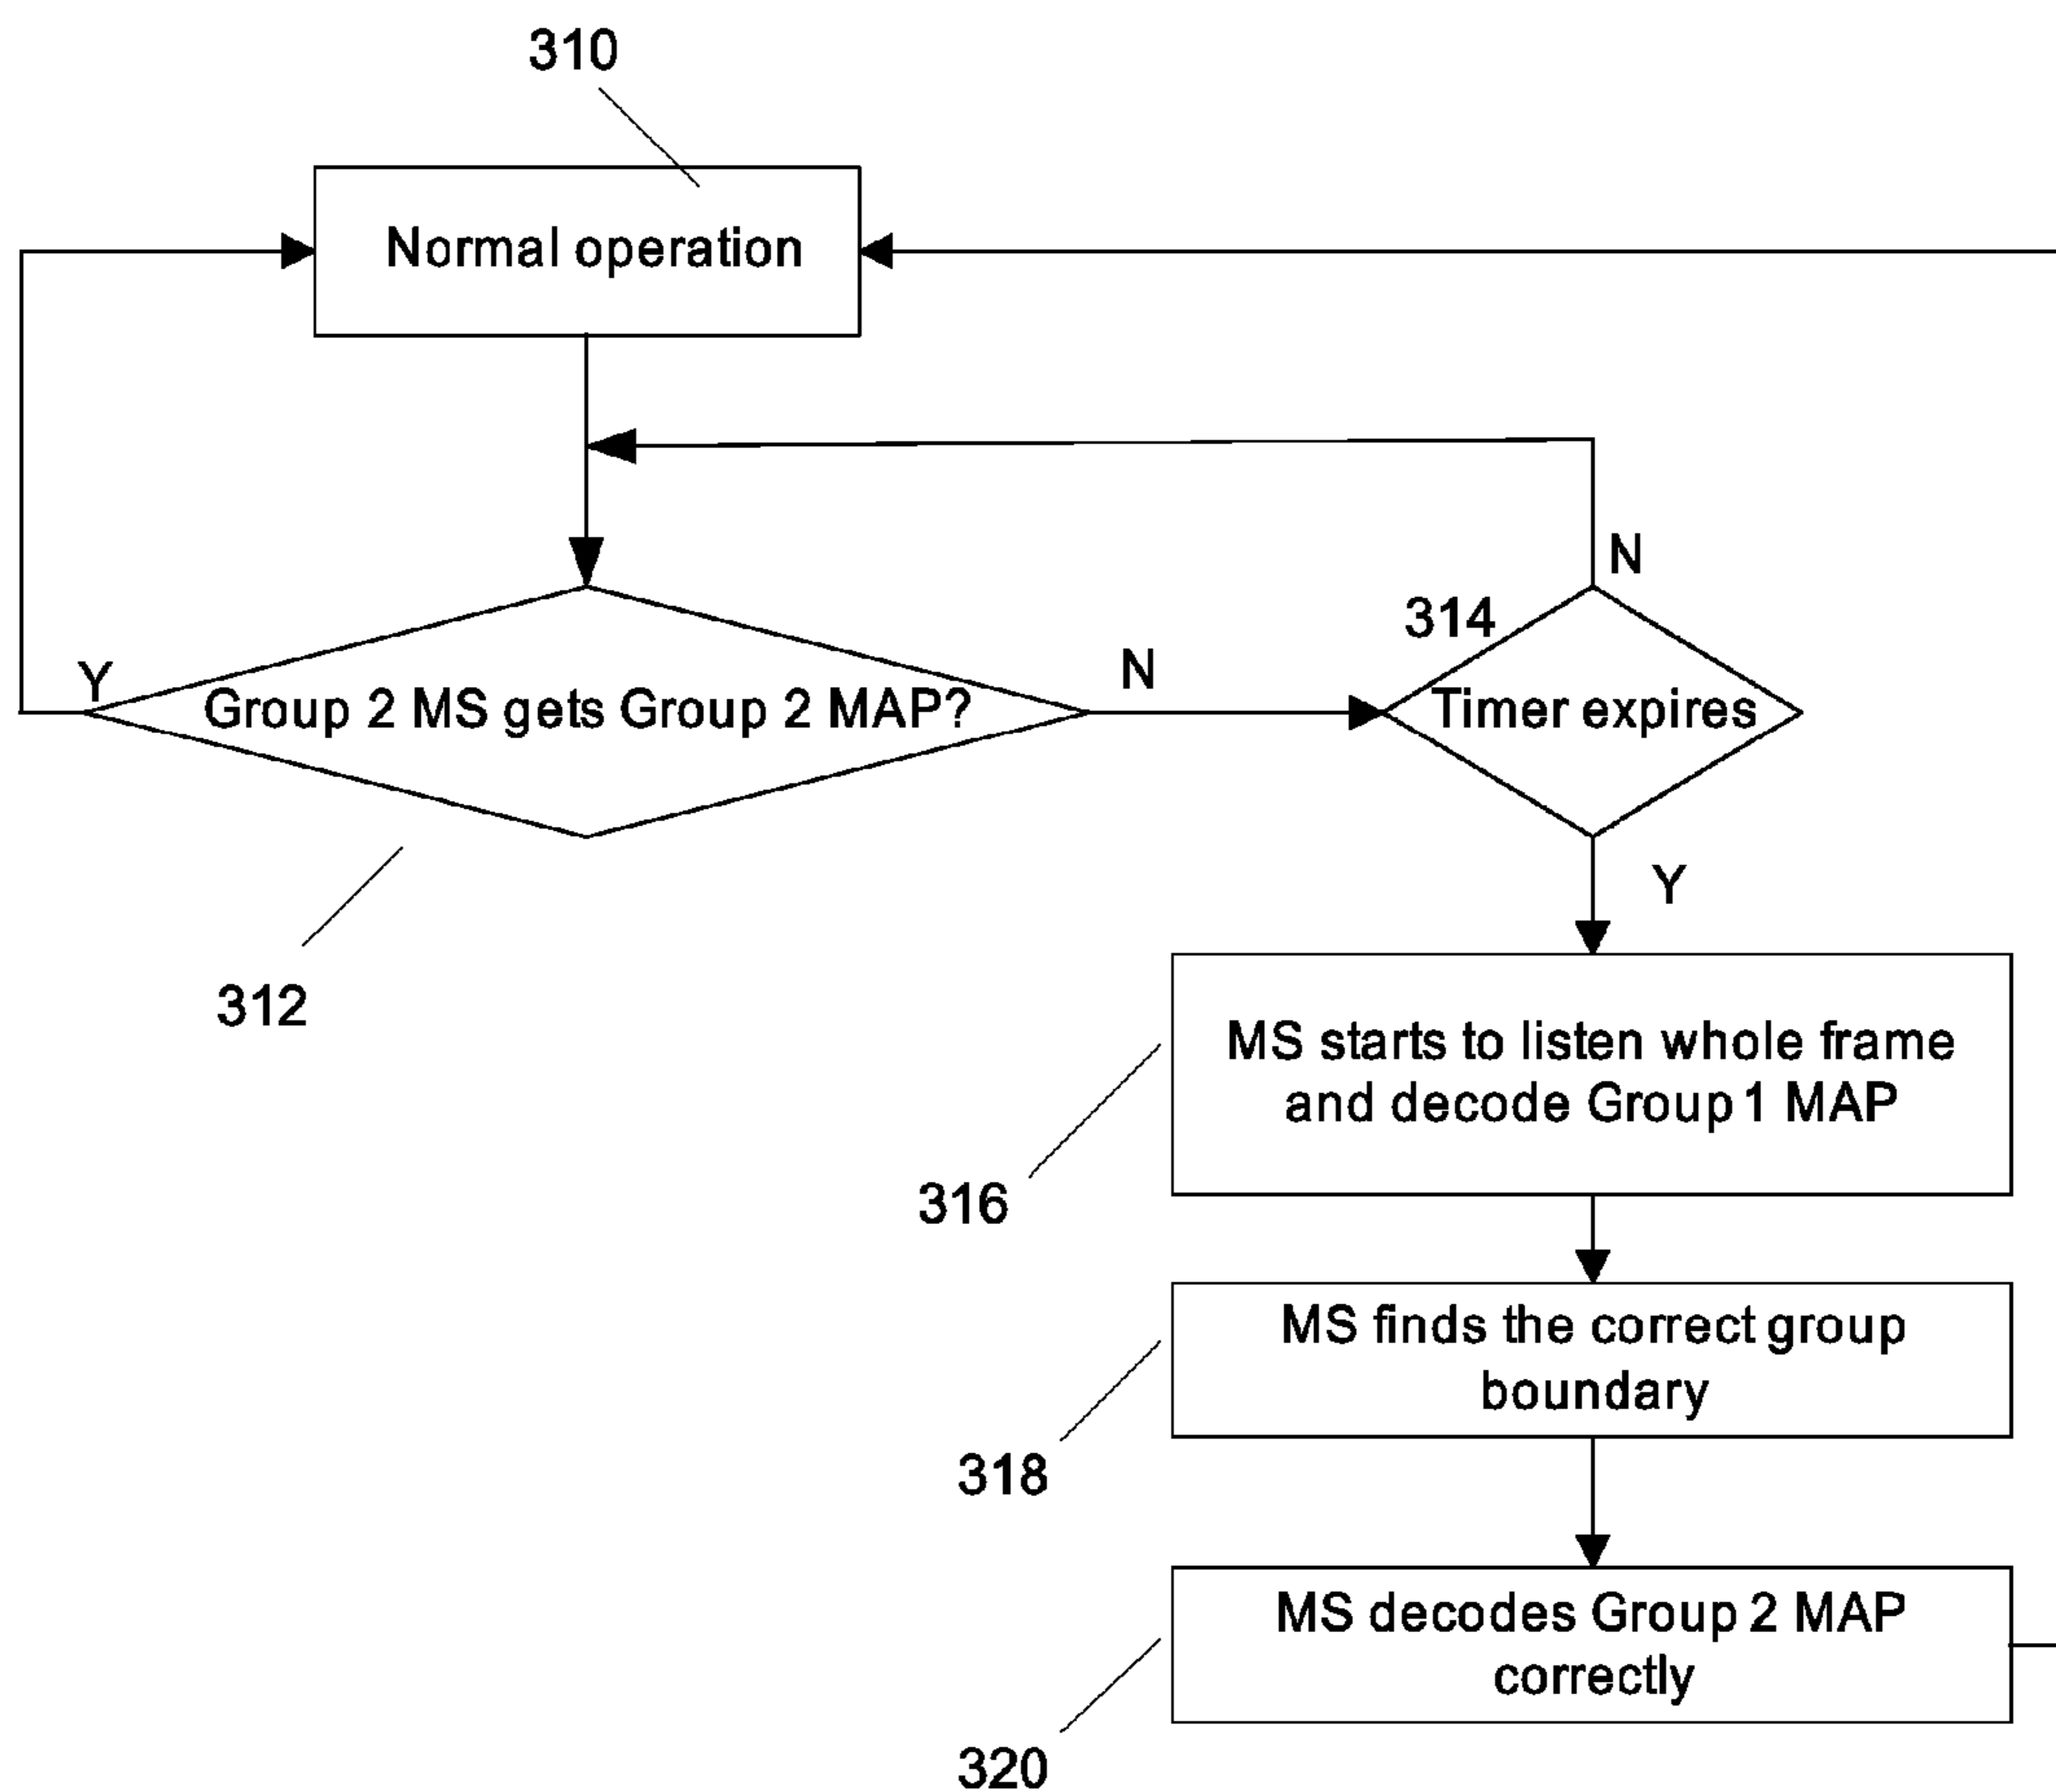 310
Normal operation
N
314
Y
N
Group 2 MS gets Group 2 MAP?
Timer expires
Y
312
MS starts to listen whole frame
and decode Group 1 MAP
316
MS finds the correct group
boundary
318
MS decodes Group 2 MAP
correctly
320